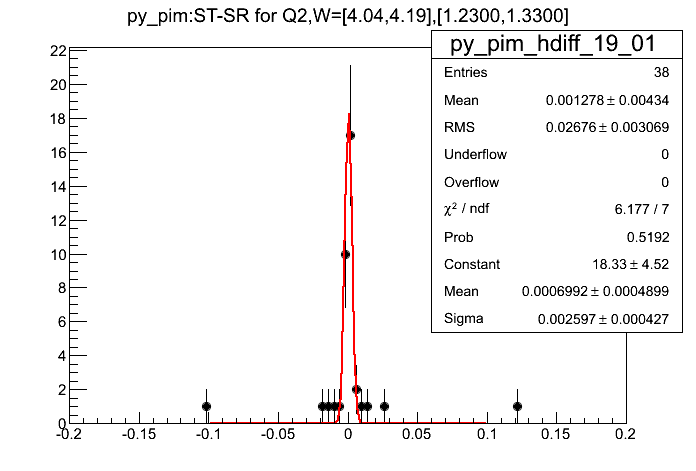 py_pim:ST-SR for Q2,W=[4.04,4.19],[1.2300,1.3300]
py_pim_hdiff_19_01
Entries 38
Mean 0.001278 ± 0.00434
RMS 0.02676 ± 0.003069
Underflow 0
Overflow 0
χ² / ndf 6.177 / 7
Prob 0.5192
Constant 18.33 ± 4.52
Mean 0.0006992 ± 0.0004899
Sigma 0.002597 ± 0.000427
22
20
18
16
14
12
10
8
6
4
2
0
-0.2 -0.15 -0.1 -0.05 0 0.05 0.1 0.15 0.2